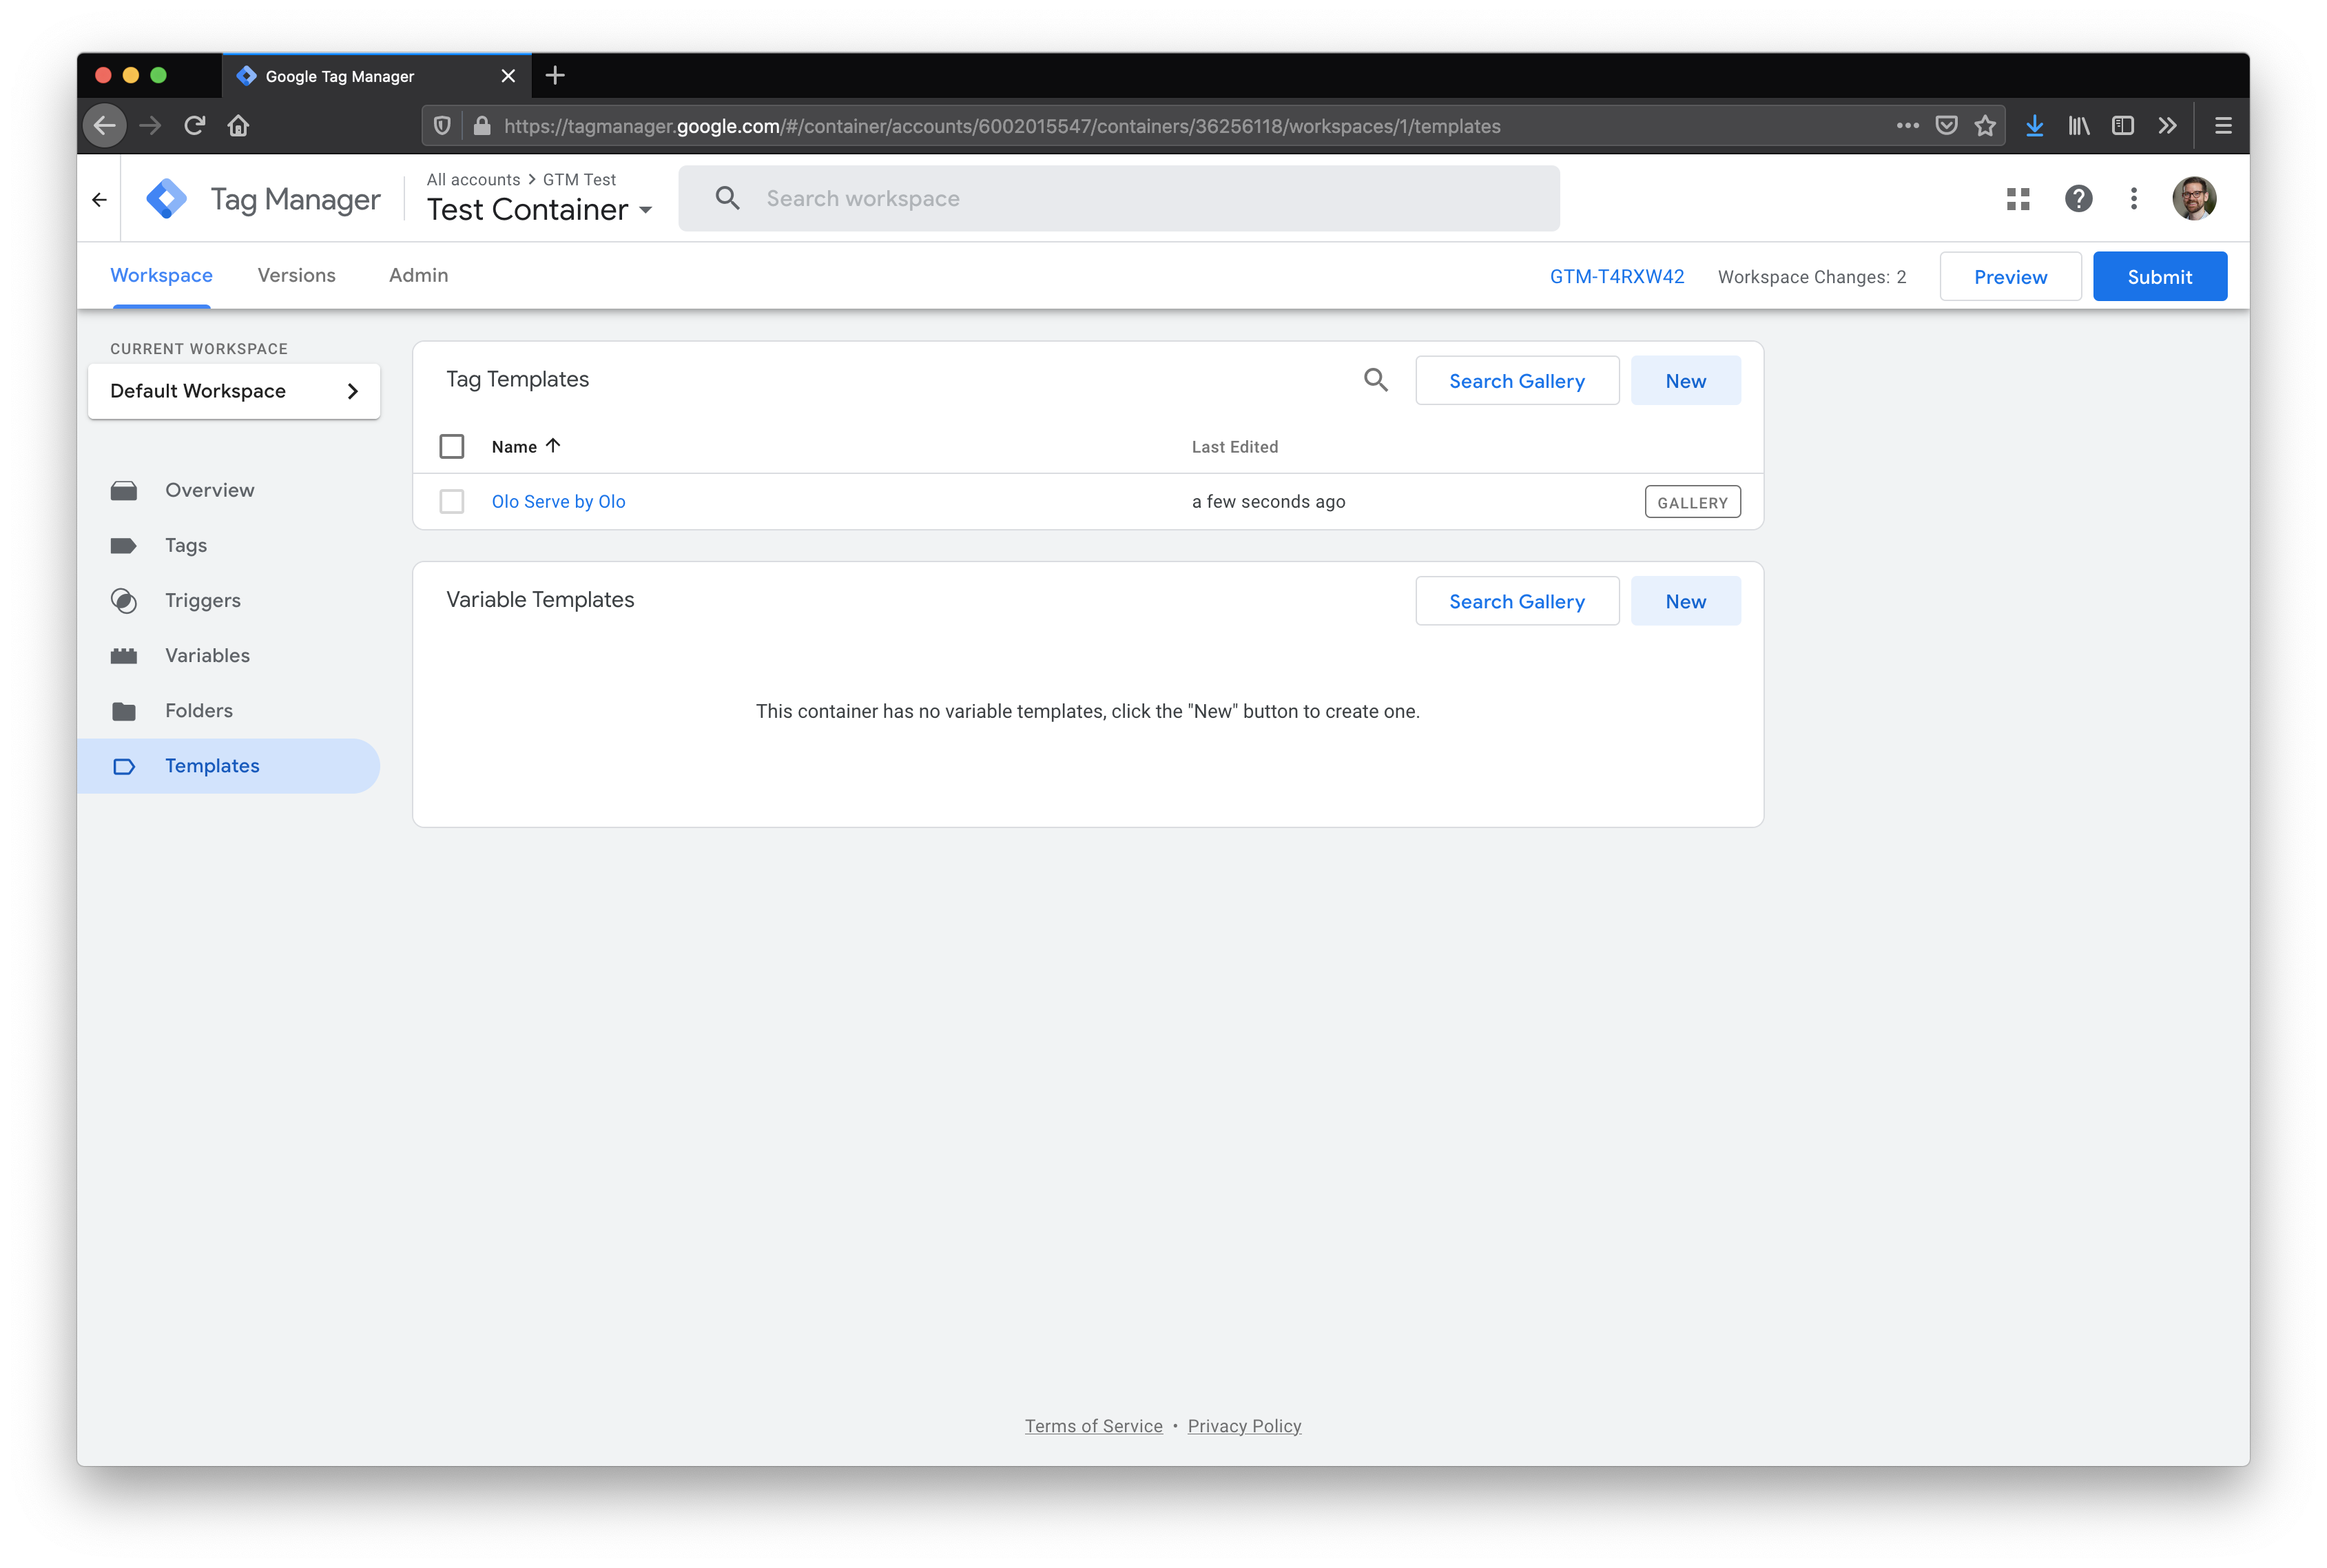 Google Tag Manager
https://tagmanager.google.com/#/container/accounts/6002015547/containers/36256118/workspaces/1/templates
Tag Manager
All accounts > GTM Test
Test Container
Search workspace
Workspace Versions Admin
GTM-T4RXW42 Workspace Changes: 2 Preview Submit
CURRENT WORKSPACE
Default Workspace
Overview
Tags
Triggers
Variables
Folders
Templates
Tag Templates Search Gallery New
Name Last Edited
Olo Serve by Olo a few seconds ago GALLERY
Variable Templates Search Gallery New
This container has no variable templates, click the "New" button to create one.
Terms of Service • Privacy Policy